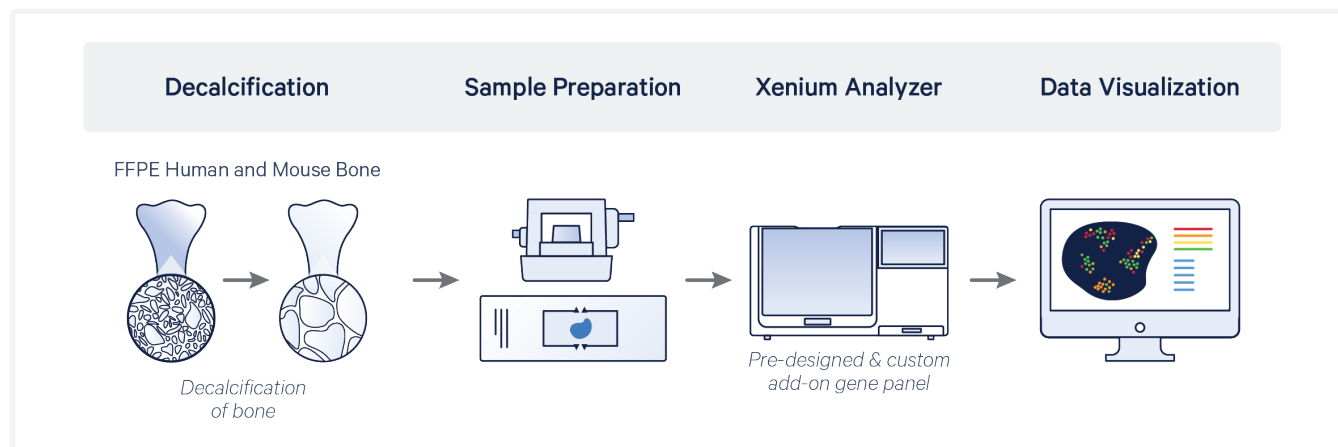 Decalcification
Sample Preparation
Xenium Analyzer
Data Visualization
FFPE Human and Mouse Bone
Decalcification
of bone
Pre-designed & custom
add-on gene panel